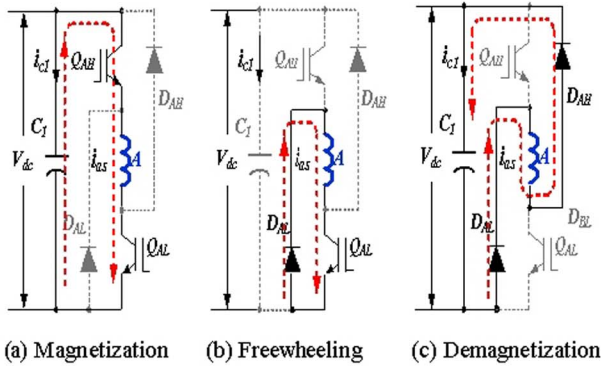 i_c1 Q_AH D_AH
C_1
V_dc i_as A
D_AL Q_AL
(a) Magnetization
i_c1 Q_AH D_AH
C_1
V_dc i_as A
D_AL Q_AL
(b) Freewheeling
i_c1 Q_AH D_AH
C_1
V_dc i_as A
D_AL D_BL
Q_AL
(c) Demagnetization